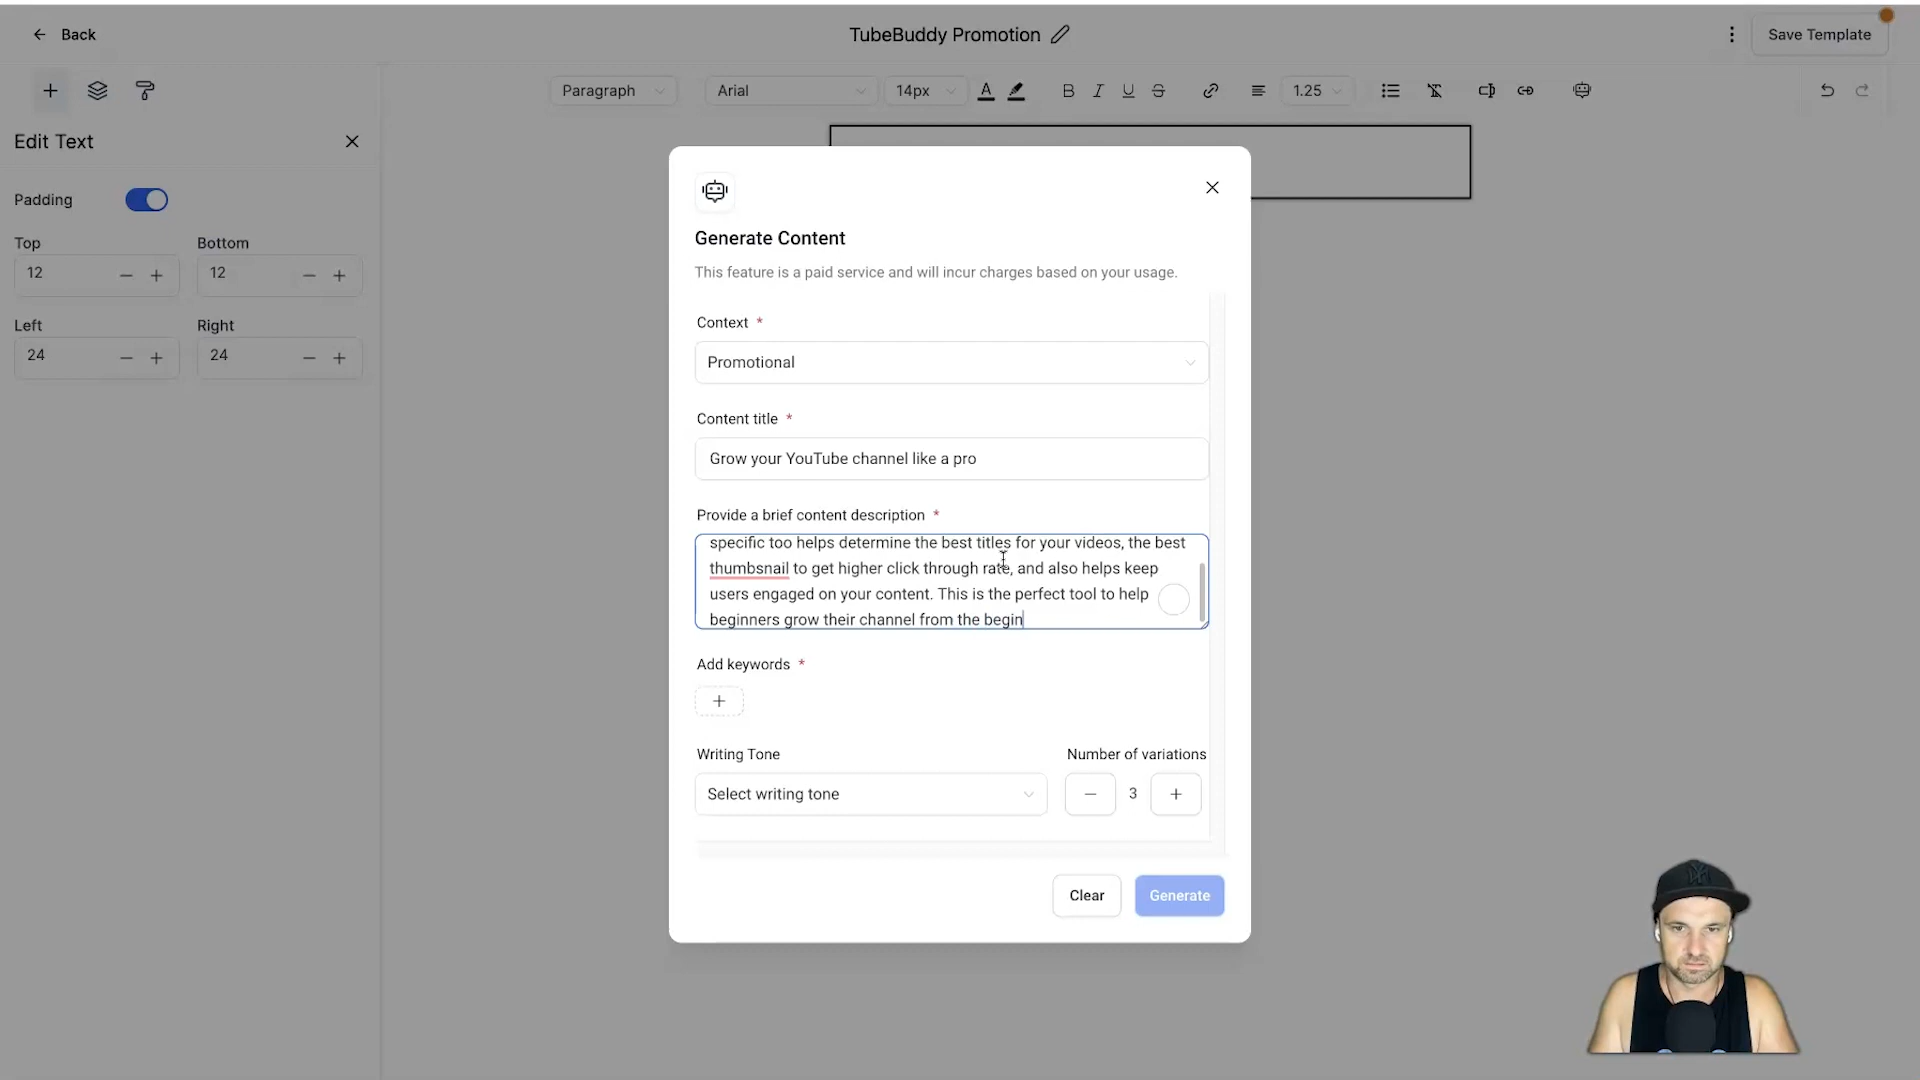 Back
TubeBuddy Promotion
Save Template
Paragraph
Arial
14px
A
B
I
U
S
1.25
Edit Text
Padding
Top
Bottom
12
12
Left
Right
24
24
Generate Content
This feature is a paid service and will incur charges based on your usage.
Context *
Promotional
Content title *
Grow your YouTube channel like a pro
Provide a brief content description *
specific too helps determine the best titles for your videos, the best
thumbsnail to get higher click through rate, and also helps keep
users engaged on your content. This is the perfect tool to help
beginners grow their channel from the begin
Add keywords *
Writing Tone
Number of variations
Select writing tone
3
Clear
Generate